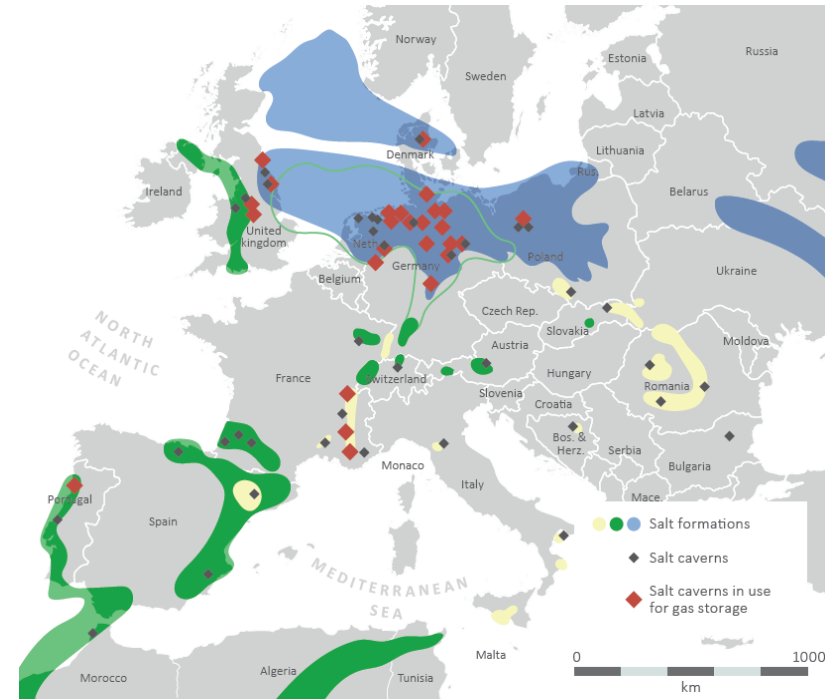 Norway
Sweden
Estonia
Russia
Latvia
Lithuania
Rus.
Denmark
Ireland
United
kingdom
Belarus
Neth.
Germany
Poland
Belgium
Ukraine
Czech Rep.
Slovakia
Moldova
Austria
NORTH
ATLANTIC
OCEAN
France
Switzerland
Hungary
Romania
Slovenia
Croatia
Bos. &
Herz.
Serbia
Bulgaria
Monaco
Italy
Mace.
Portugal
Spain
MEDITERRANEAN
SEA
Malta
Morocco
Algeria
Tunisia
Salt formations
Salt caverns
Salt caverns in use
for gas storage
0 1000
km